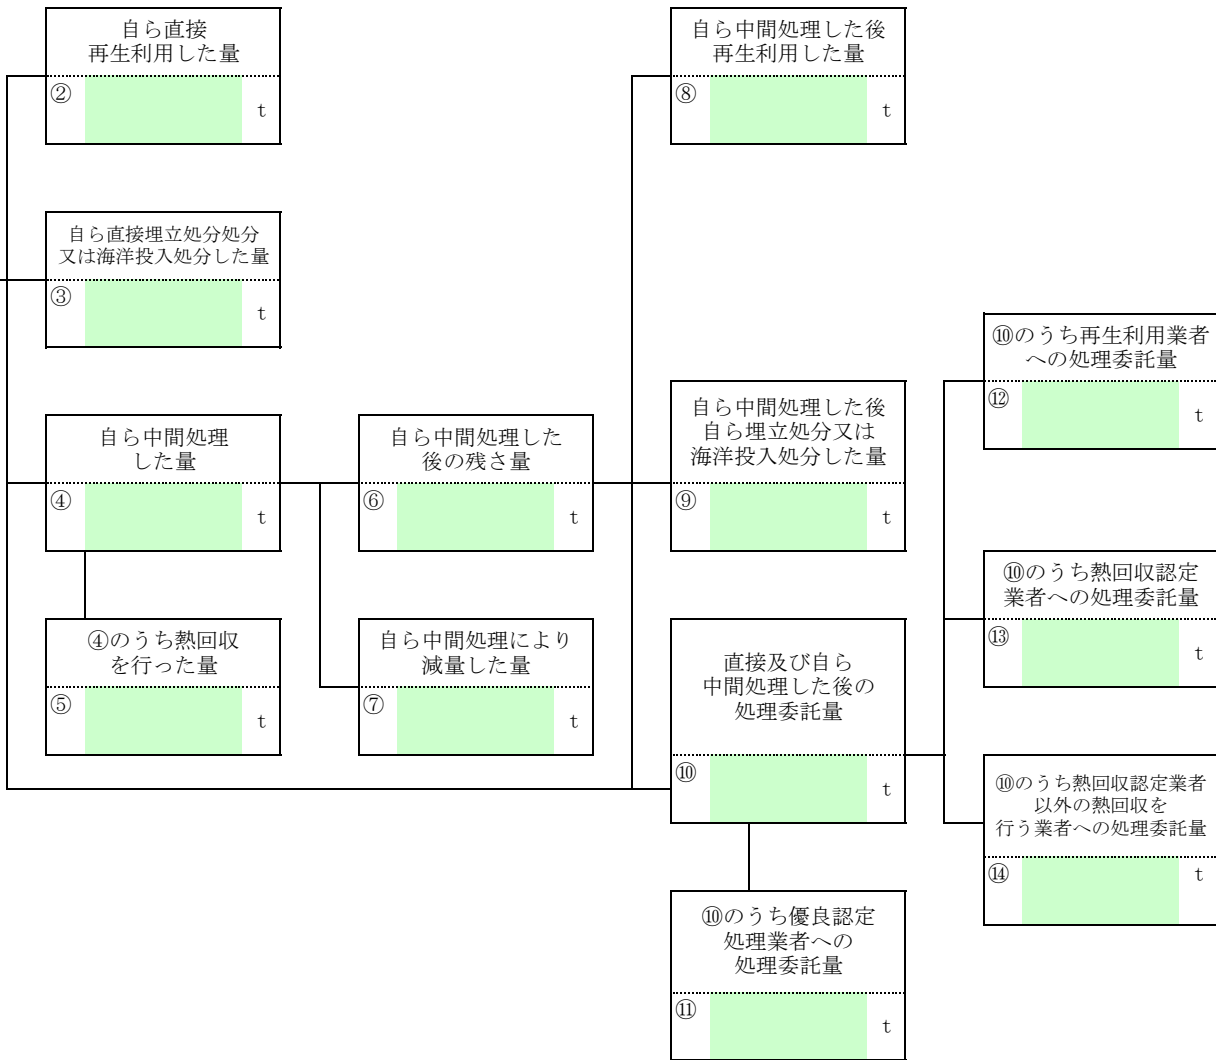 自ら直接
再生利用した量
② t
自ら中間処理した後
再生利用した量
⑧ t
自ら直接埋立処分処分
又は海洋投入処分した量
③ t
⑩のうち再生利用業者
への処理委託量
⑫ t
自ら中間処理
した量
④ t
自ら中間処理した
後の残さ量
⑥ t
自ら中間処理した後
自ら埋立処分又は
海洋投入処分した量
⑨ t
⑩のうち熱回収認定
業者への処理委託量
⑬ t
④のうち熱回収
を行った量
⑤ t
自ら中間処理により
減量した量
⑦ t
直接及び自ら
中間処理した後の
処理委託量
⑩ t
⑩のうち熱回収認定業者
以外の熱回収を
行う業者への処理委託量
⑭ t
⑩のうち優良認定
処理業者への
処理委託量
⑪ t